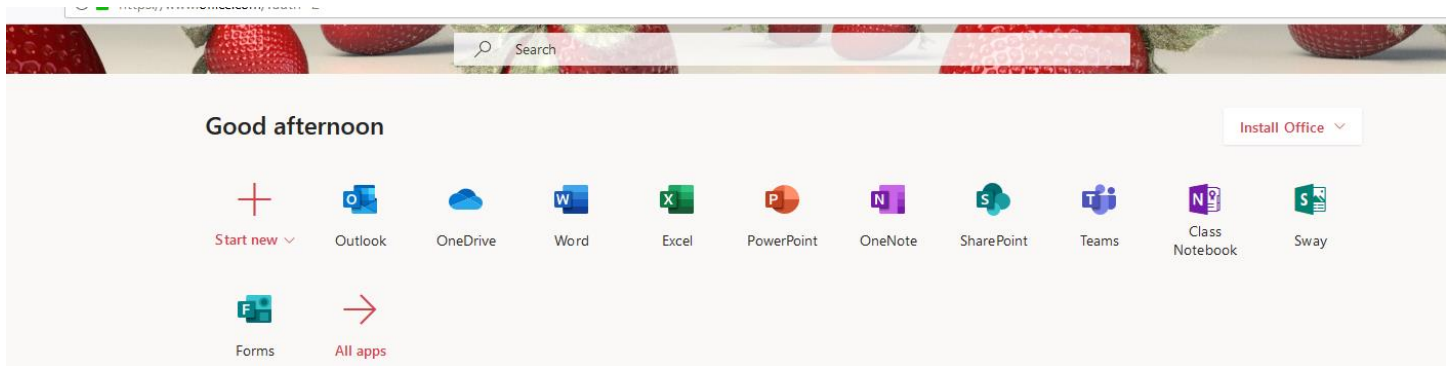 Search
Good afternoon
Install Office
Start new
Outlook
OneDrive
Word
Excel
PowerPoint
OneNote
SharePoint
Teams
Class
Notebook
Sway
Forms
All apps